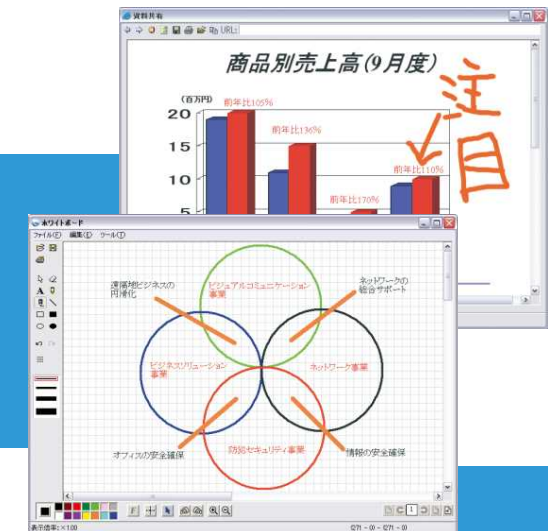 資料共有
URL:
商品別売上高(9月度)
注目
(百万円)
前年比105%
20
前年比136%
15
前年比110%
10
前年比170%
5
ホワイトボード
ファイル(F) 編集(E) ツール(T)
遠隔地ビジネスの
円滑化
ビジュアルコミュニケーション
事業
ネットワークの
総合サポート
ビジネスソリューション
事業
ネットワーク事業
オフィスの安全確保
防災セキュリティ事業
情報の安全確保
A
F
1
表示倍率:×1.00
(271 - 0) - (271 - 0)